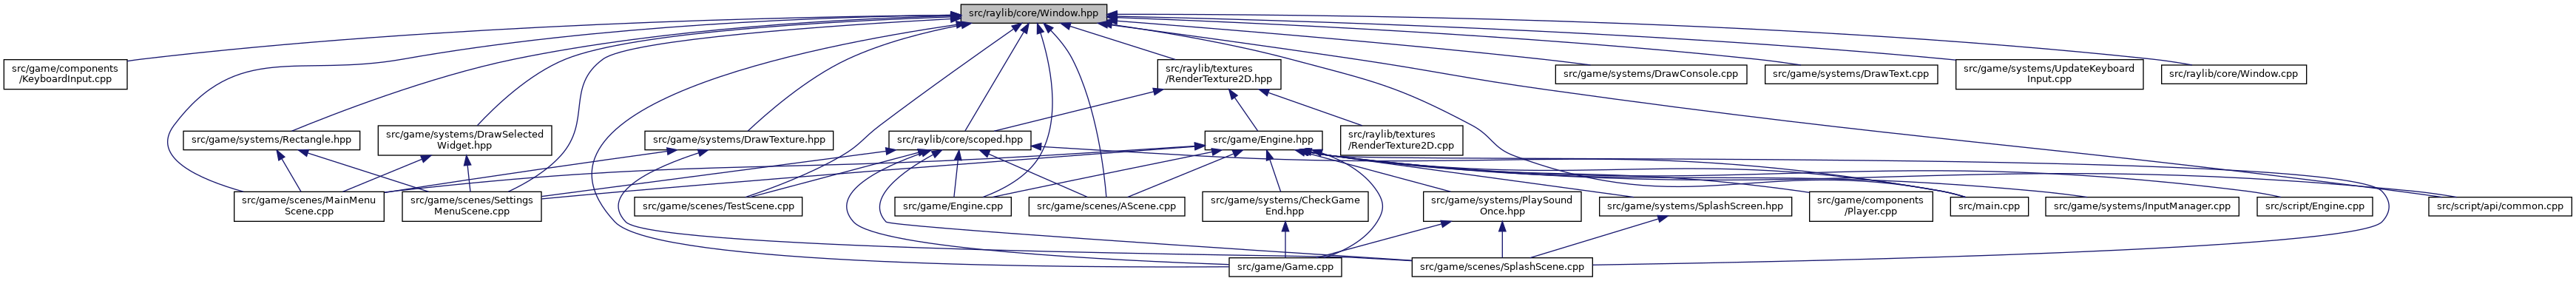 src/raylib/core/Window.hpp
src/game/components
/KeyboardInput.cpp
src/raylib/textures
/RenderTexture2D.hpp
src/game/systems/DrawConsole.cpp
src/game/systems/DrawText.cpp
src/game/systems/UpdateKeyboard
Input.cpp
src/raylib/core/Window.cpp
src/game/systems/Rectangle.hpp
src/game/systems/DrawSelected
Widget.hpp
src/game/systems/DrawTexture.hpp
src/raylib/core/scoped.hpp
src/game/Engine.hpp
src/raylib/textures
/RenderTexture2D.cpp
src/game/scenes/MainMenu
Scene.cpp
src/game/scenes/Settings
MenuScene.cpp
src/game/scenes/TestScene.cpp
src/game/Engine.cpp
src/game/scenes/AScene.cpp
src/game/systems/CheckGame
End.hpp
src/game/systems/PlaySound
Once.hpp
src/game/systems/SplashScreen.hpp
src/game/components
/Player.cpp
src/main.cpp
src/game/systems/InputManager.cpp
src/script/Engine.cpp
src/script/api/common.cpp
src/game/Game.cpp
src/game/scenes/SplashScene.cpp